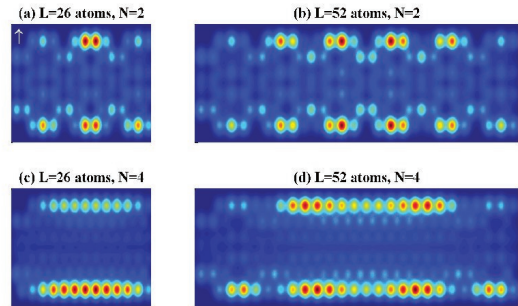 (a) L=26 atoms, N=2
(b) L=52 atoms, N=2
↑
(c) L=26 atoms, N=4
(d) L=52 atoms, N=4